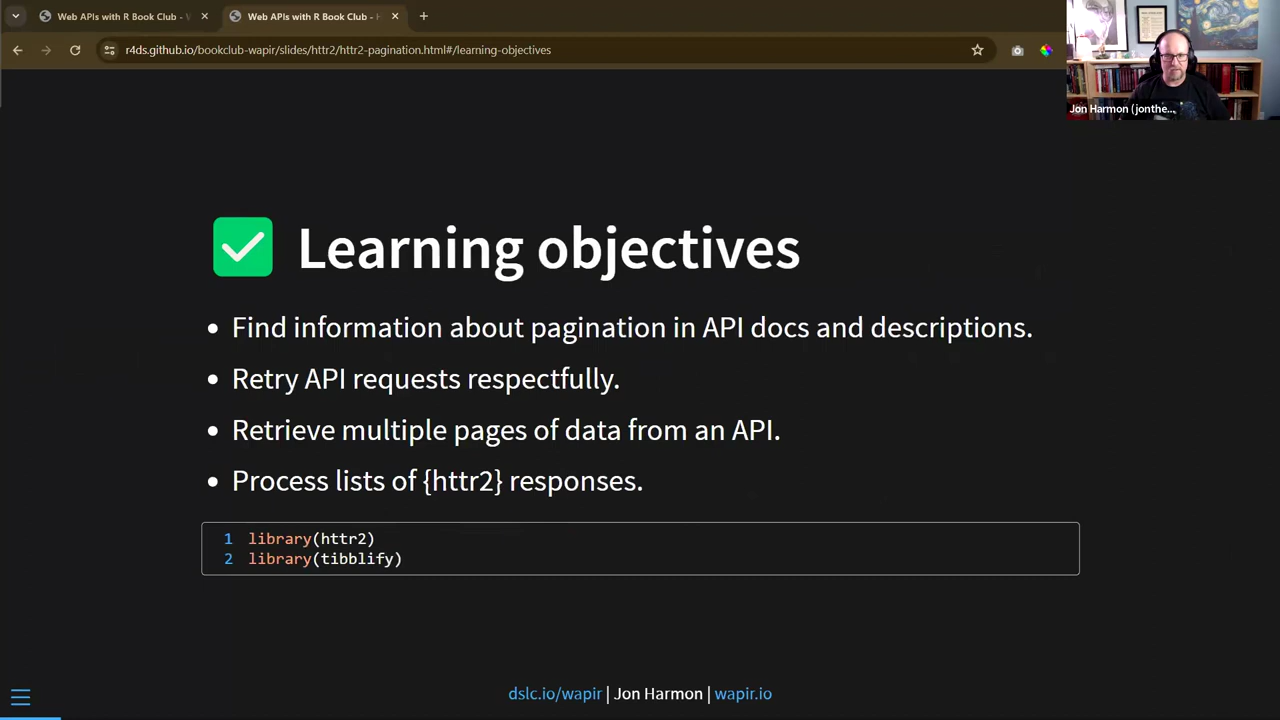 Web APIs with R Book Club -
Web APIs with R Book Club -
r4ds.github.io/bookclub-wapir/slides/httr2/httr2-pagination.html#/learning-objectives
Jon Harmon (jonthe...
Learning objectives
• Find information about pagination in API docs and descriptions.
• Retry API requests respectfully.
• Retrieve multiple pages of data from an API.
• Process lists of {httr2} responses.
1 library(httr2)
2 library(tibblify)
dslc.io/wapir | Jon Harmon | wapir.io